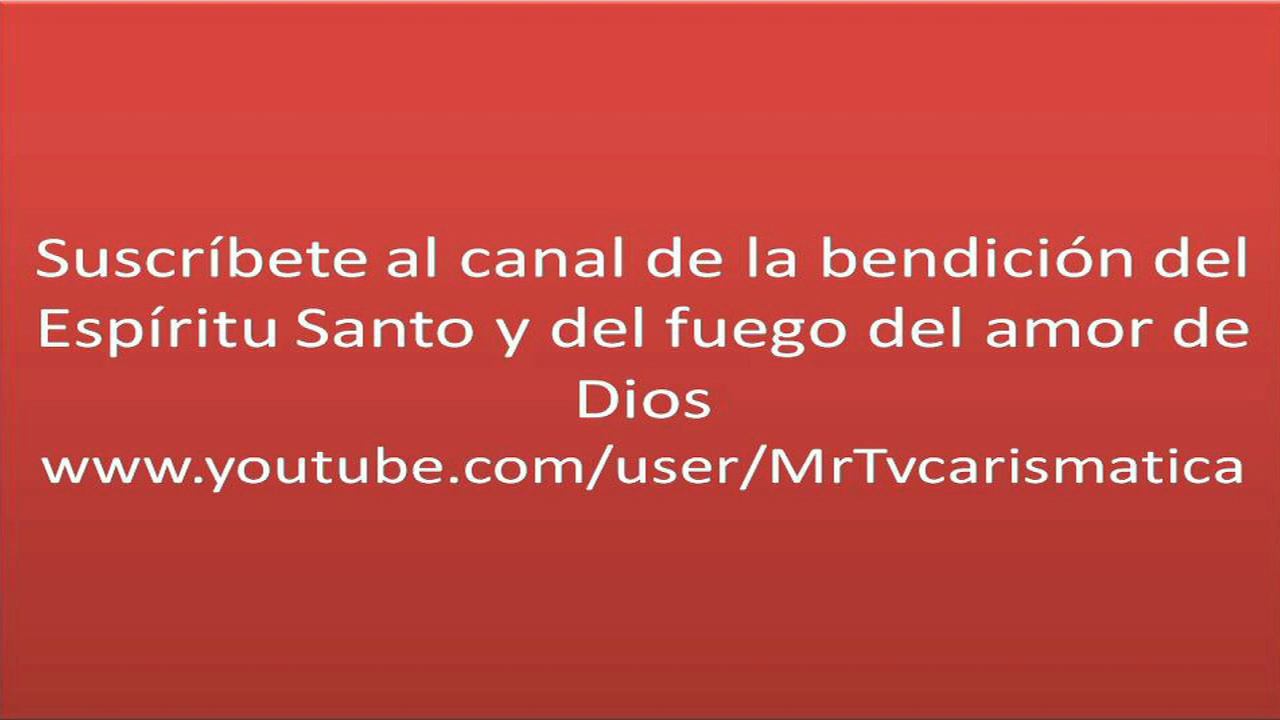 Suscríbete al canal de la bendición del
Espíritu Santo y del fuego del amor de
Dios
www.youtube.com/user/MrTvcarismatica